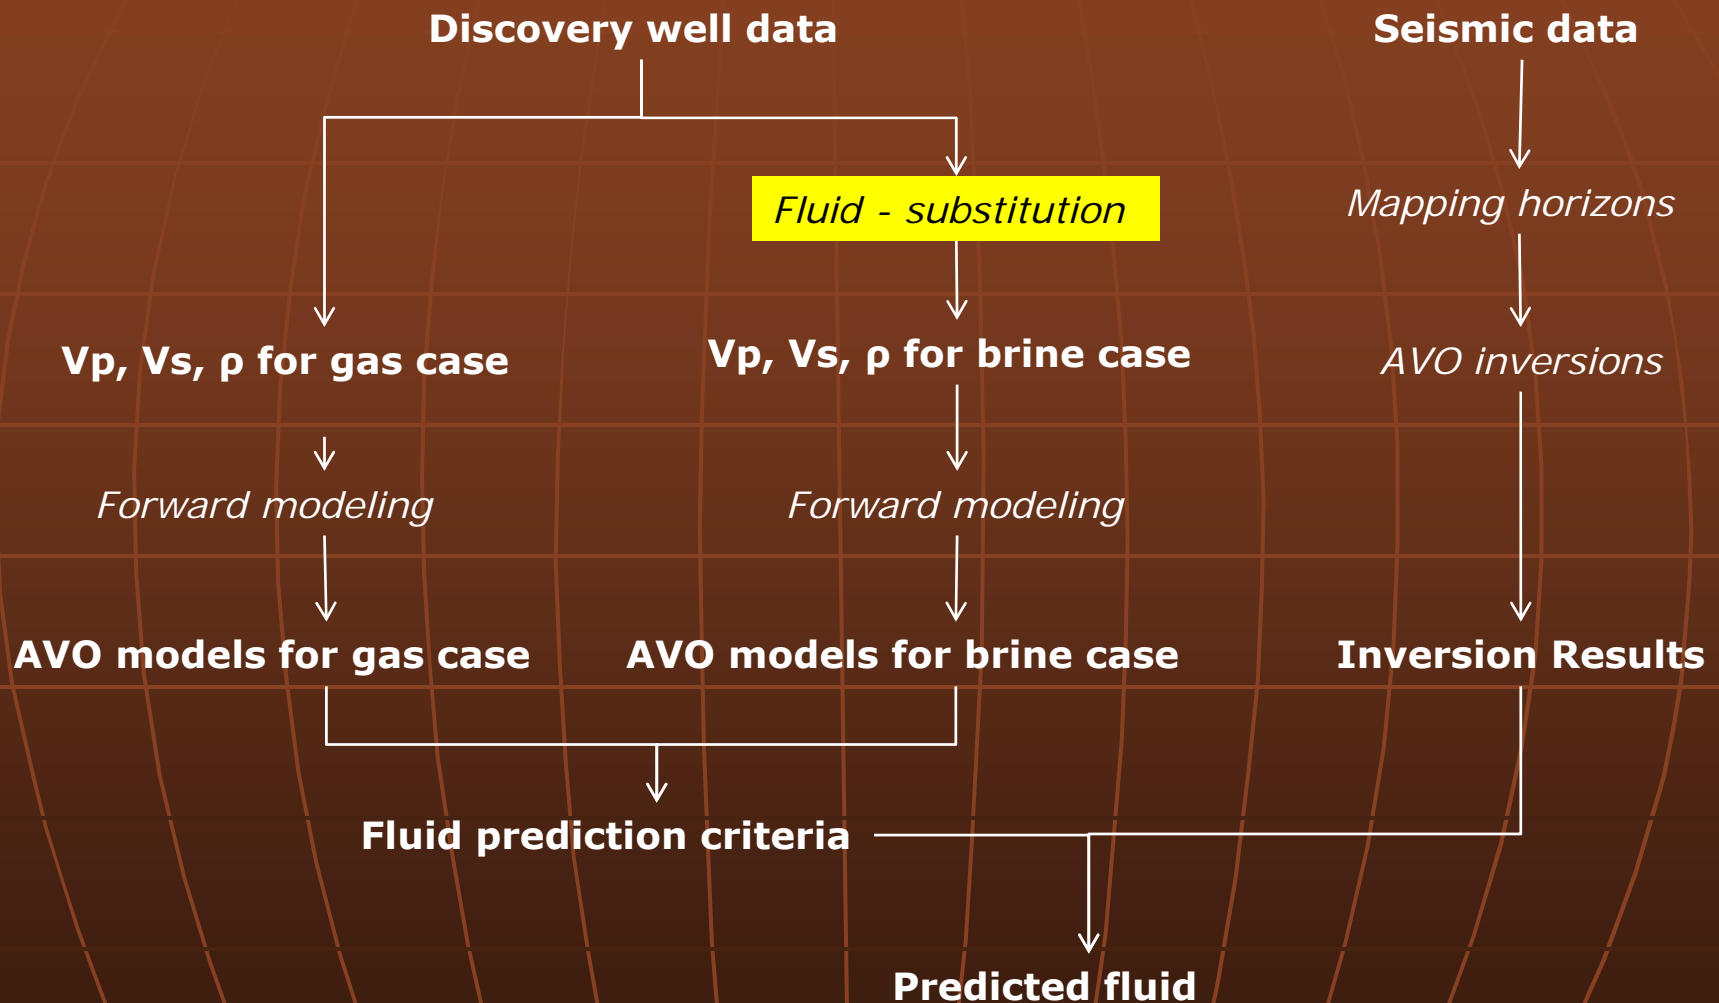 Discovery well data
Seismic data
Fluid - substitution
Mapping horizons
Vp, Vs, ρ for gas case
Vp, Vs, ρ for brine case
AVO inversions
Forward modeling
Forward modeling
AVO models for gas case
AVO models for brine case
Inversion Results
Fluid prediction criteria
Predicted fluid